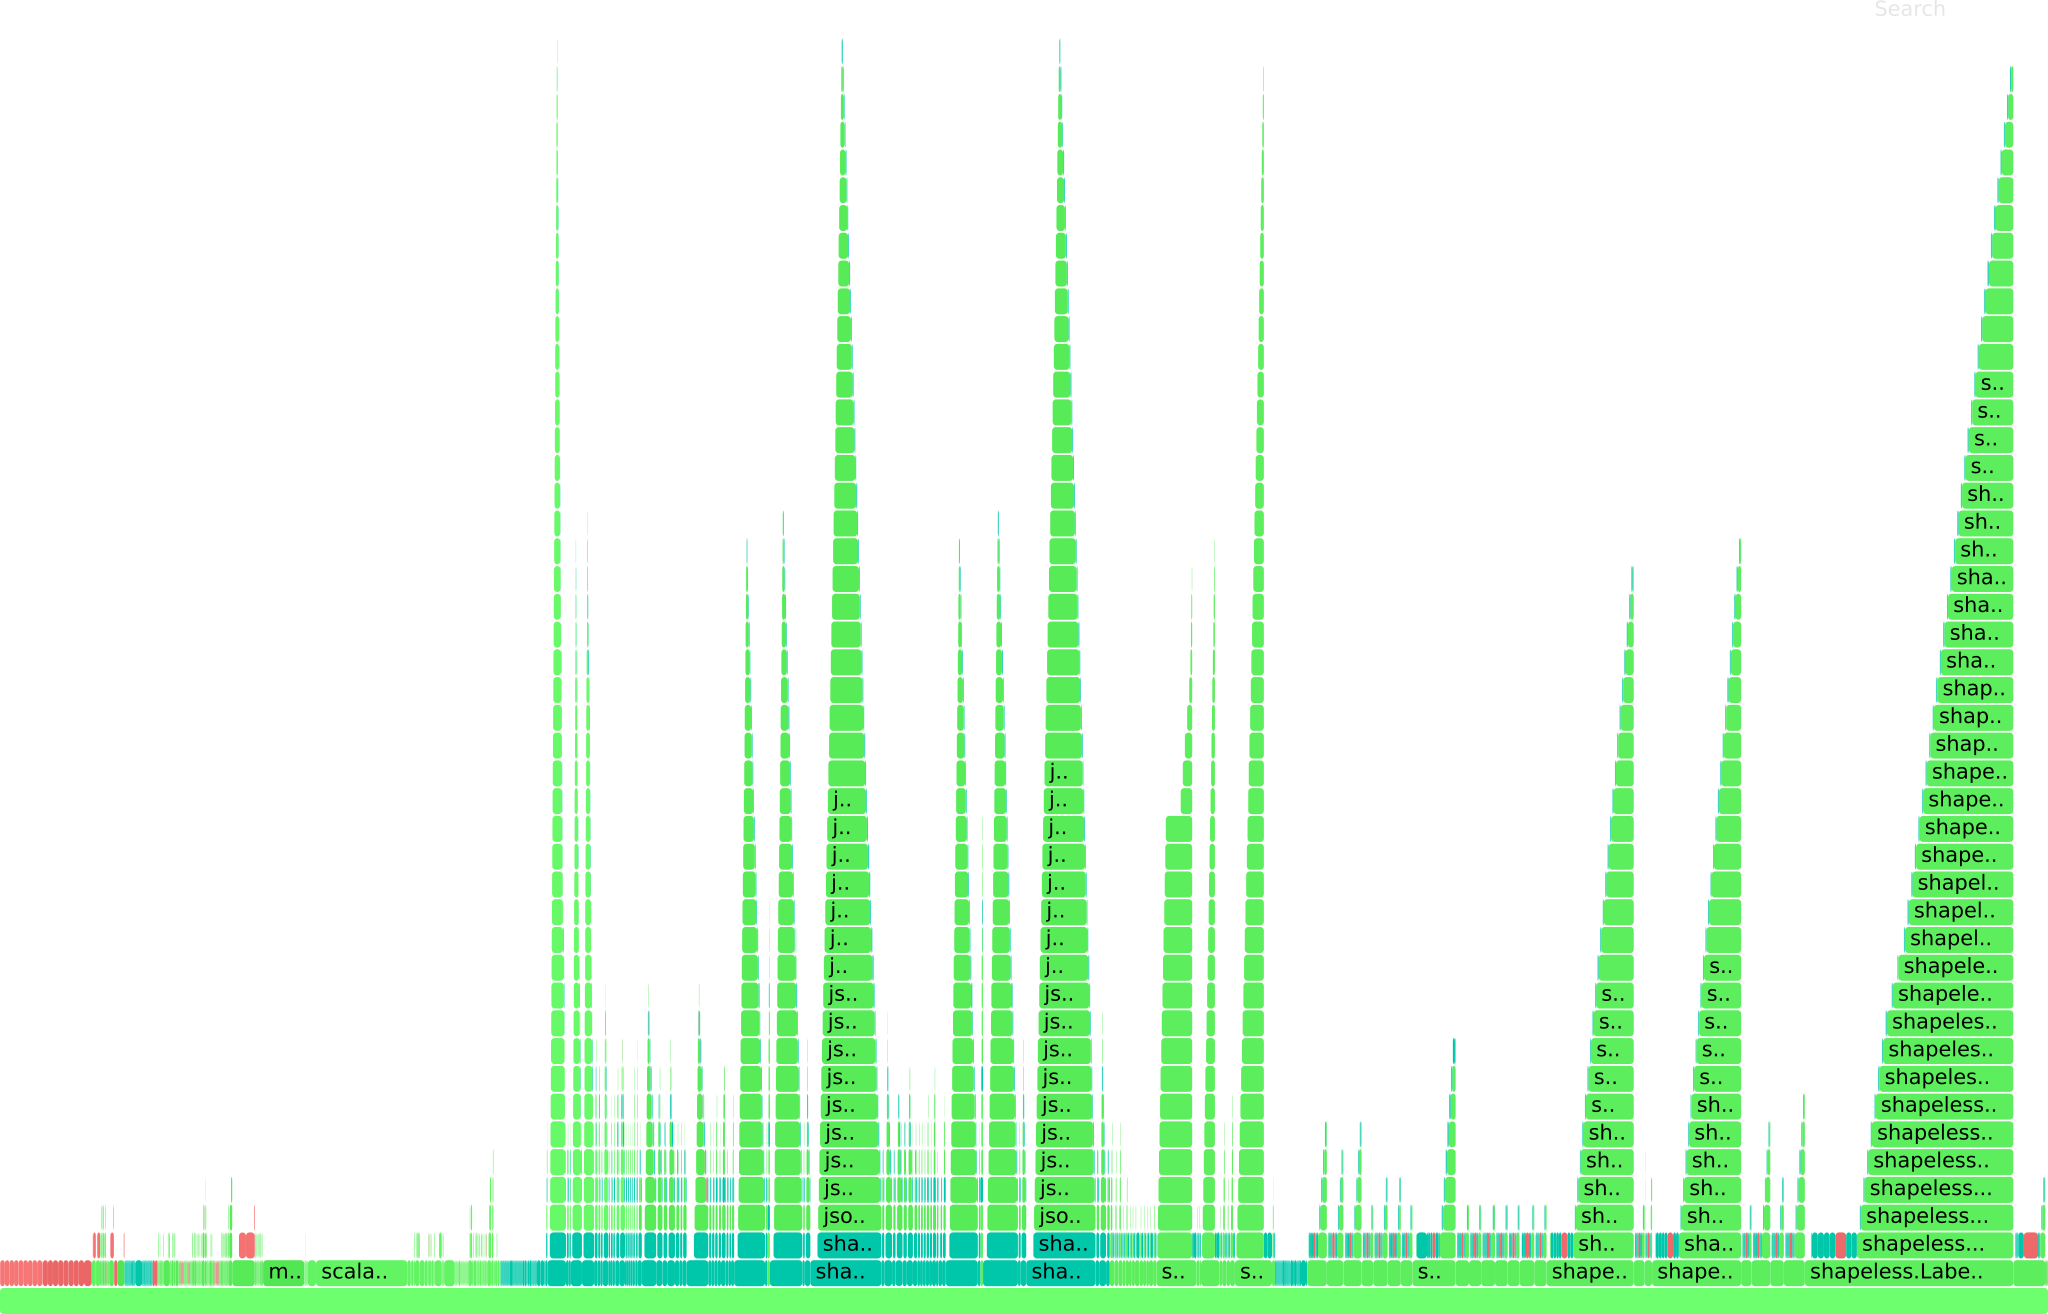 Search
s..
s..
s..
s..
sh..
sh..
sh..
sha..
sha..
sha..
sha..
shap..
shap..
shap..
j.. shape..
j.. j.. shape..
j.. j.. shape..
j.. j.. shape..
j.. j.. shapel..
j.. j.. shapel..
j.. j.. shapel..
j.. j.. s.. shapele..
js.. js.. s.. s.. shapele..
js.. js.. s.. s.. shapeles..
js.. js.. s.. s.. shapeles..
js.. js.. s.. s.. shapeles..
js.. js.. s.. sh.. shapeless..
js.. js.. sh.. sh.. shapeless..
js.. js.. sh.. sh.. shapeless..
js.. js.. sh.. sh.. shapeless...
jso.. jso.. sh.. sh.. shapeless...
sha.. sha.. sh.. sha.. shapeless...
m.. scala.. sha.. sha.. s.. s.. s.. shape.. shape.. shapeless.Labe..